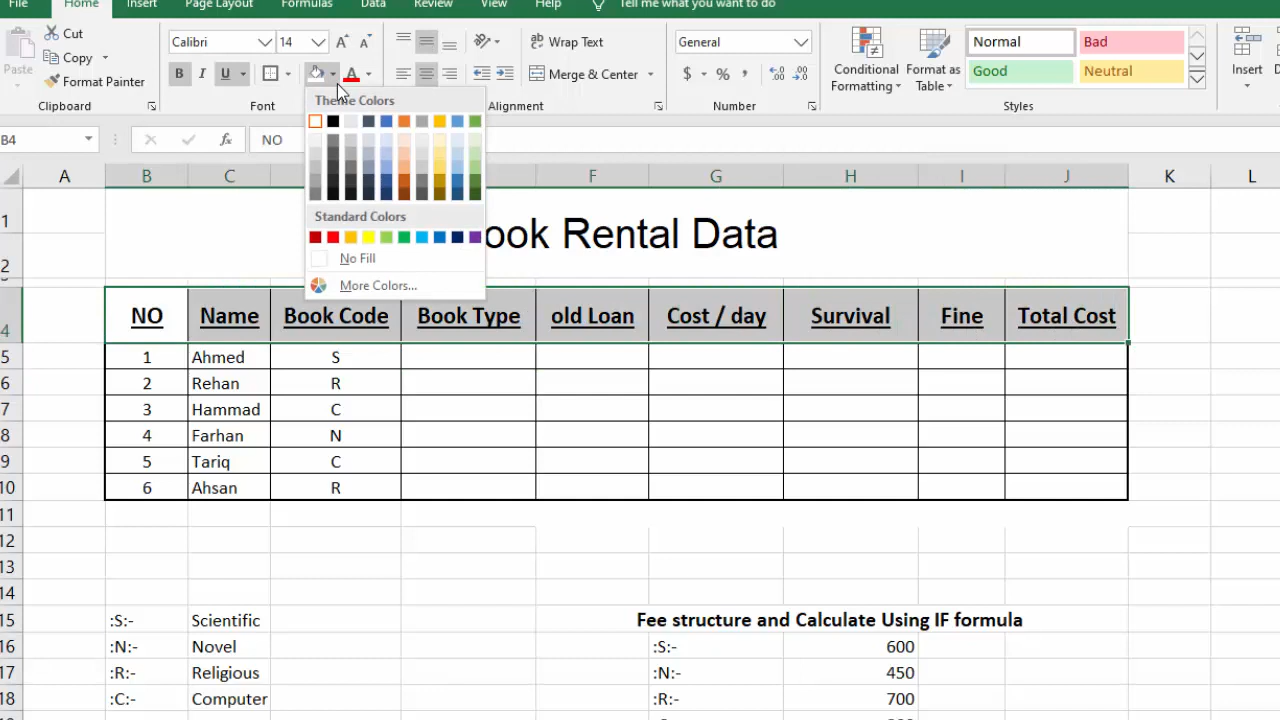 File Home Insert Page Layout Formulas Data Review View Help Tell me what you want to do
Cut
Copy
Format Painter
Paste
Clipboard
Calibri 14 A A
B I U A
Font
Wrap Text
Merge & Center
Alignment
General
$ % ,
Number
Conditional Formatting
Format as Table
Normal Bad
Good Neutral
Styles
Insert
B4 fx NO
Theme Colors
Standard Colors
No Fill
More Colors...
A B C F G H I J K L
1
2
ook Rental Data
4 NO Name Book Code Book Type old Loan Cost / day Survival Fine Total Cost
5 1 Ahmed S
6 2 Rehan R
7 3 Hammad C
8 4 Farhan N
9 5 Tariq C
10 6 Ahsan R
11
12
13
14
15 :S:- Scientific Fee structure and Calculate Using IF formula
16 :N:- Novel :S:- 600
17 :R:- Religious :N:- 450
18 :C:- Computer :R:- 700